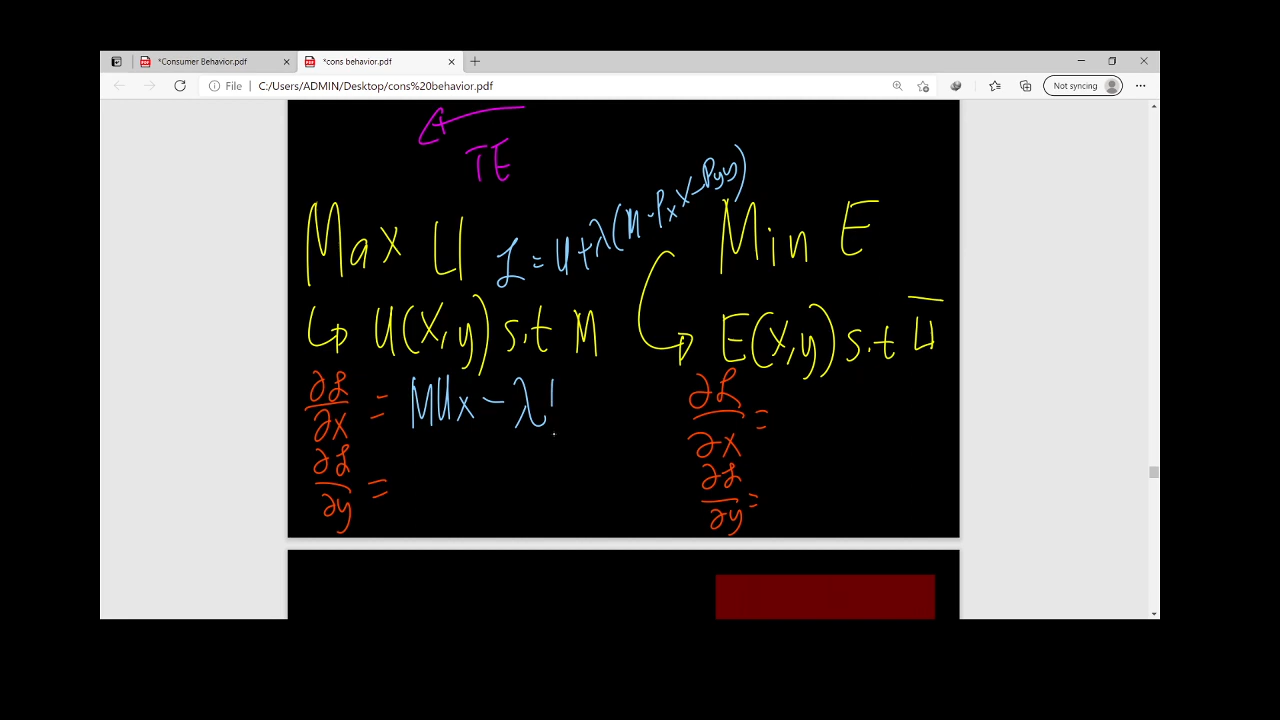 *Consumer Behavior.pdf
*cons behavior.pdf
File
C:/Users/ADMIN/Desktop/cons%20behavior.pdf
Not syncing
TE
Max U
ℒ = U + λ(M - PxX - Pyy)
Min E
↳ U(X,y) s.t M
↳ E(X,y) s.t U̅
∂ℒ/∂X = MUx - λ
∂ℒ/∂X =
∂ℒ/∂y =
∂ℒ/∂y =